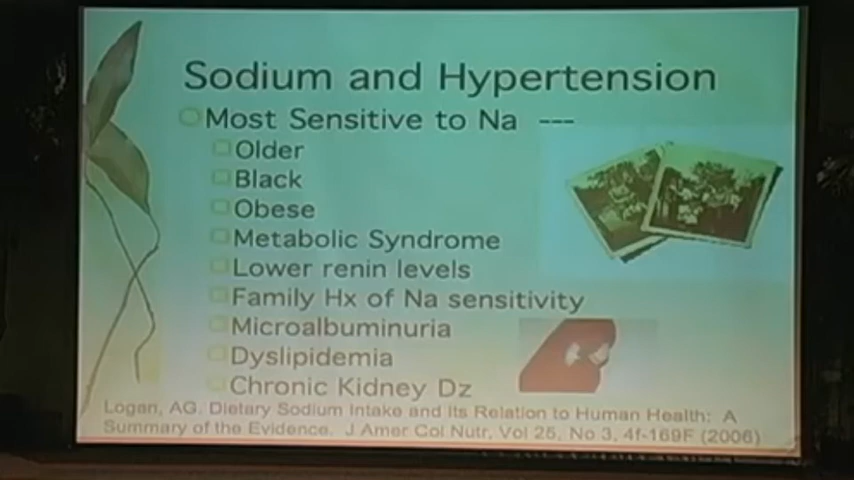 Sodium and Hypertension
Most Sensitive to Na ---
Older
Black
Obese
Metabolic Syndrome
Lower renin levels
Family Hx of Na sensitivity
Microalbuminuria
Dyslipidemia
Chronic Kidney Dz
Logan, AG. Dietary Sodium Intake and Its Relation to Human Health: A
Summary of the Evidence. J Amer Col Nutr, Vol 25, No 3, 4f-169F (2006)